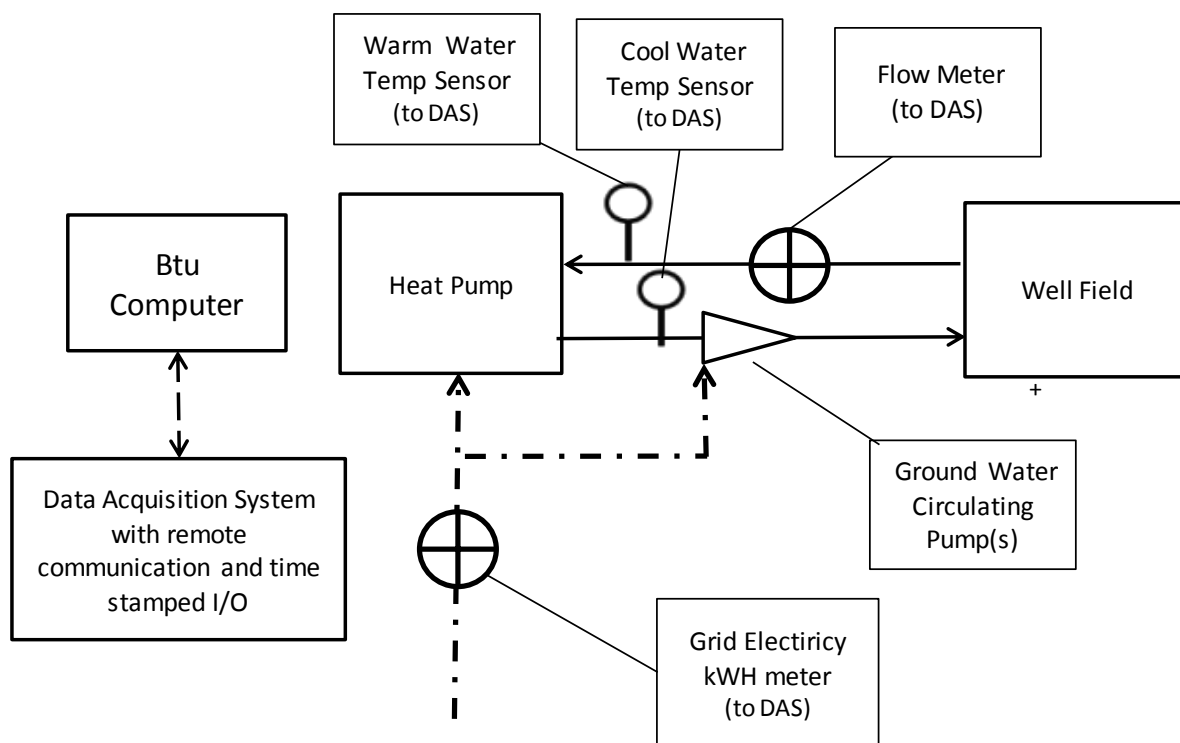 Warm Water
Temp Sensor
(to DAS)
Cool Water
Temp Sensor
(to DAS)
Flow Meter
(to DAS)
Btu
Computer
Heat Pump
Well Field
+
Data Acquisition System
with remote
communication and time
stamped I/O
Ground Water
Circulating
Pump(s)
Grid Electiricy
kWH meter
(to DAS)